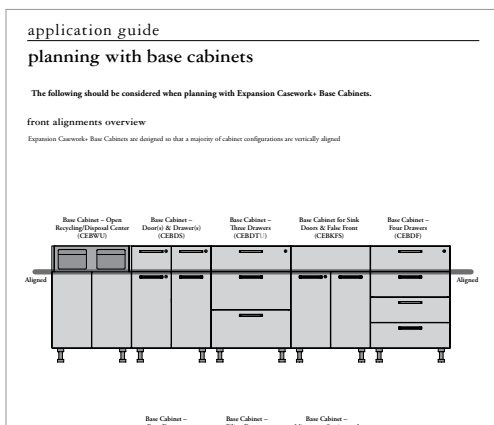 application guide
planning with base cabinets
The following should be considered when planning with Expansion Casework+ Base Cabinets.
front alignments overview
Expansion Casework+ Base Cabinets are designed so that a majority of cabinet configurations are vertically aligned
Base Cabinet – Open Base Cabinet – Base Cabinet – Base Cabinet for Sink Base Cabinet –
Recycling/Disposal Center Door(s) & Drawer(s) Three Drawers Doors & False Front Four Drawers
(CEBWU) (CEBDS) (CEBDTU) (CEBKFS) (CEBDF)
Aligned Aligned
Base Cabinet – Base Cabinet – Base Cabinet –